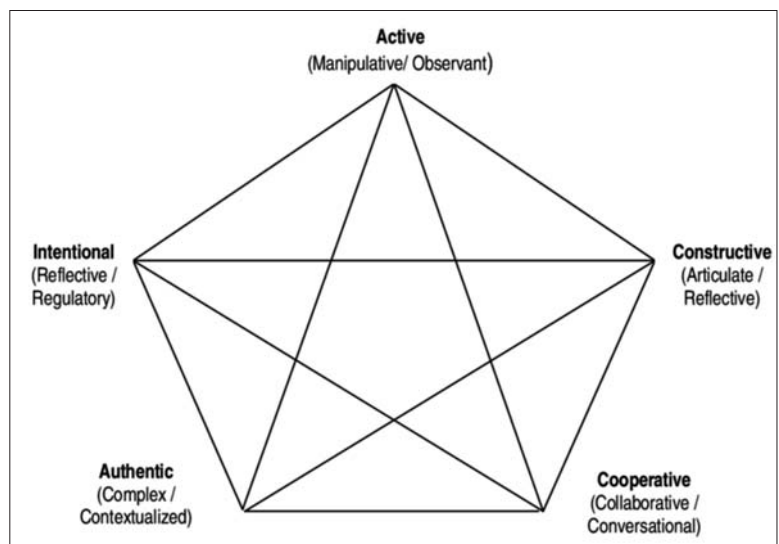 Active
(Manipulative/ Observant)
Intentional
(Reflective /
Regulatory)
Constructive
(Articulate /
Reflective)
Authentic
(Complex /
Contextualized)
Cooperative
(Collaborative /
Conversational)